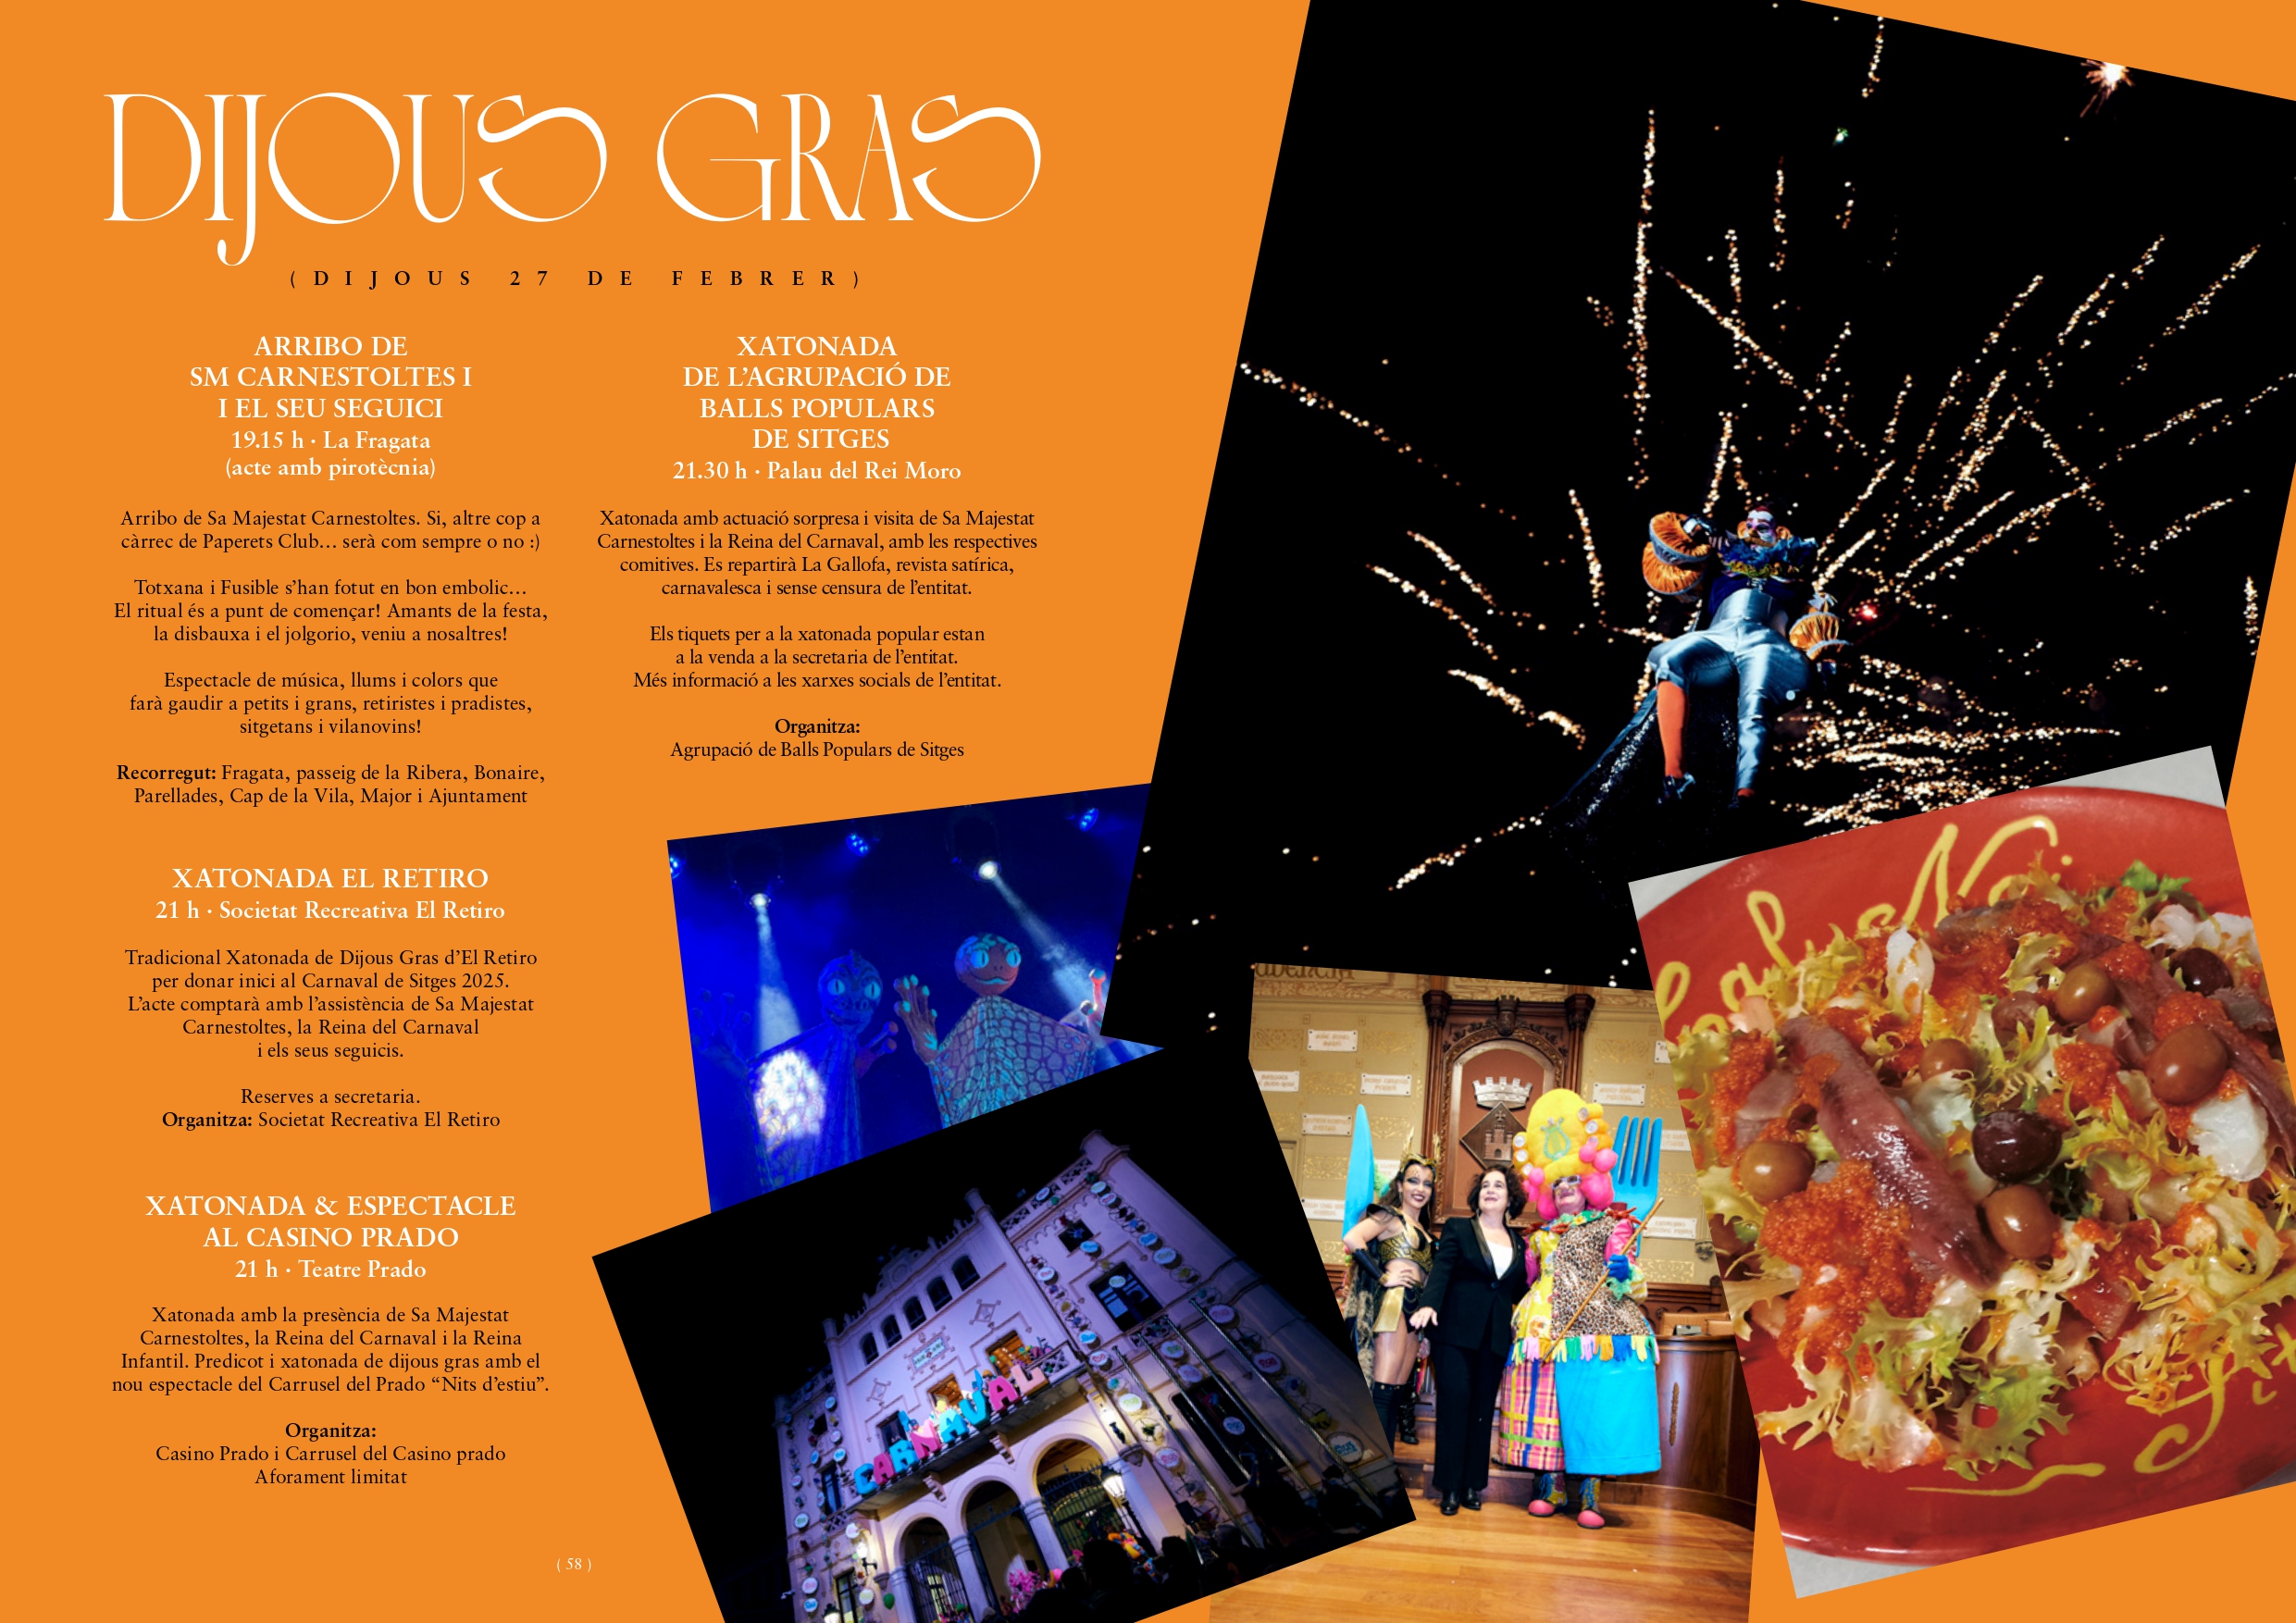 DIJOUS GRAS
(DIJOUS 27 DE FEBRER)
ARRIBO DE
SM CARNESTOLTES I
I EL SEU SEGUICI
19.15 h · La Fragata
(acte amb pirotècnia)
Arribo de Sa Majestat Carnestoltes. Si, altre cop a
càrrec de Paperets Club… serà com sempre o no :)
Totxana i Fusible s’han fotut en bon embolic…
El ritual és a punt de començar! Amants de la festa,
la disbauxa i el jolgorio, veniu a nosaltres!
Espectacle de música, llums i colors que
farà gaudir a petits i grans, retiristes i pradistes,
sitgetans i vilanovins!
Recorregut: Fragata, passeig de la Ribera, Bonaire,
Parellades, Cap de la Vila, Major i Ajuntament
XATONADA EL RETIRO
21 h · Societat Recreativa El Retiro
Tradicional Xatonada de Dijous Gras d’El Retiro
per donar inici al Carnaval de Sitges 2025.
L’acte comptarà amb l’assistència de Sa Majestat
Carnestoltes, la Reina del Carnaval
i els seus seguicis.
Reserves a secretaria.
Organitza: Societat Recreativa El Retiro
XATONADA & ESPECTACLE
AL CASINO PRADO
21 h · Teatre Prado
Xatonada amb la presència de Sa Majestat
Carnestoltes, la Reina del Carnaval i la Reina
Infantil. Predicot i xatonada de dijous gras amb el
nou espectacle del Carrusel del Prado “Nits d’estiu”.
Organitza:
Casino Prado i Carrusel del Casino prado
Aforament limitat
XATONADA
DE L’AGRUPACIÓ DE
BALLS POPULARS
DE SITGES
21.30 h · Palau del Rei Moro
Xatonada amb actuació sorpresa i visita de Sa Majestat
Carnestoltes i la Reina del Carnaval, amb les respectives
comitives. Es repartirà La Gallofa, revista satírica,
carnavalesca i sense censura de l’entitat.
Els tiquets per a la xatonada popular estan
a la venda a la secretaria de l’entitat.
Més informació a les xarxes socials de l’entitat.
Organitza:
Agrupació de Balls Populars de Sitges
CARNAVAL
( 58 )